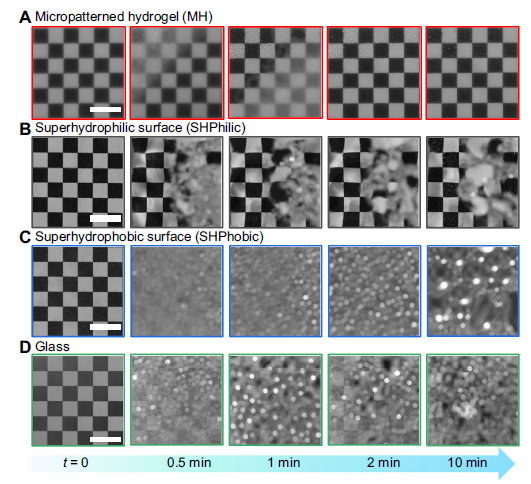 A Micropatterned hydrogel (MH)
B Superhydrophilic surface (SHPhilic)
C Superhydrophobic surface (SHPhobic)
D Glass
t = 0 0.5 min 1 min 2 min 10 min